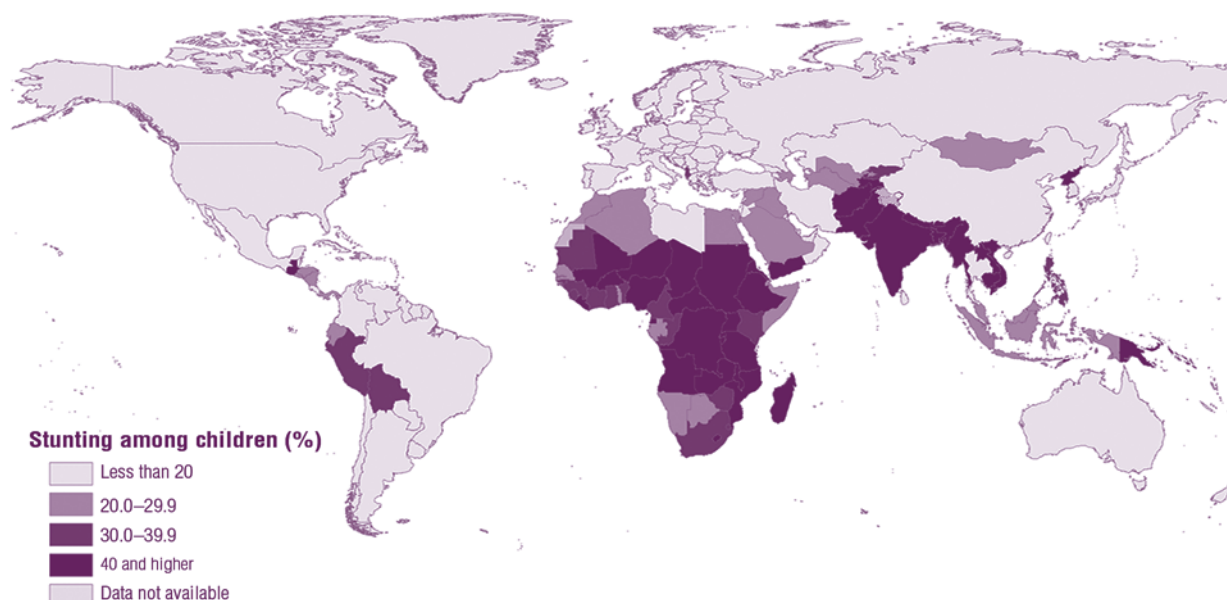 Stunting among children (%)
Less than 20
20.0–29.9
30.0–39.9
40 and higher
Data not available